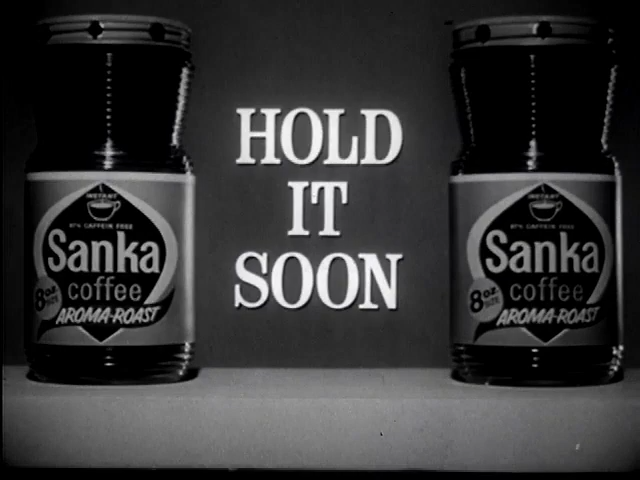 INSTANT
97% CAFFEIN FREE
Sanka
coffee
8 oz.
SIZE
AROMA-ROAST
HOLD
IT
SOON
INSTANT
97% CAFFEIN FREE
Sanka
coffee
8 oz.
SIZE
AROMA-ROAST